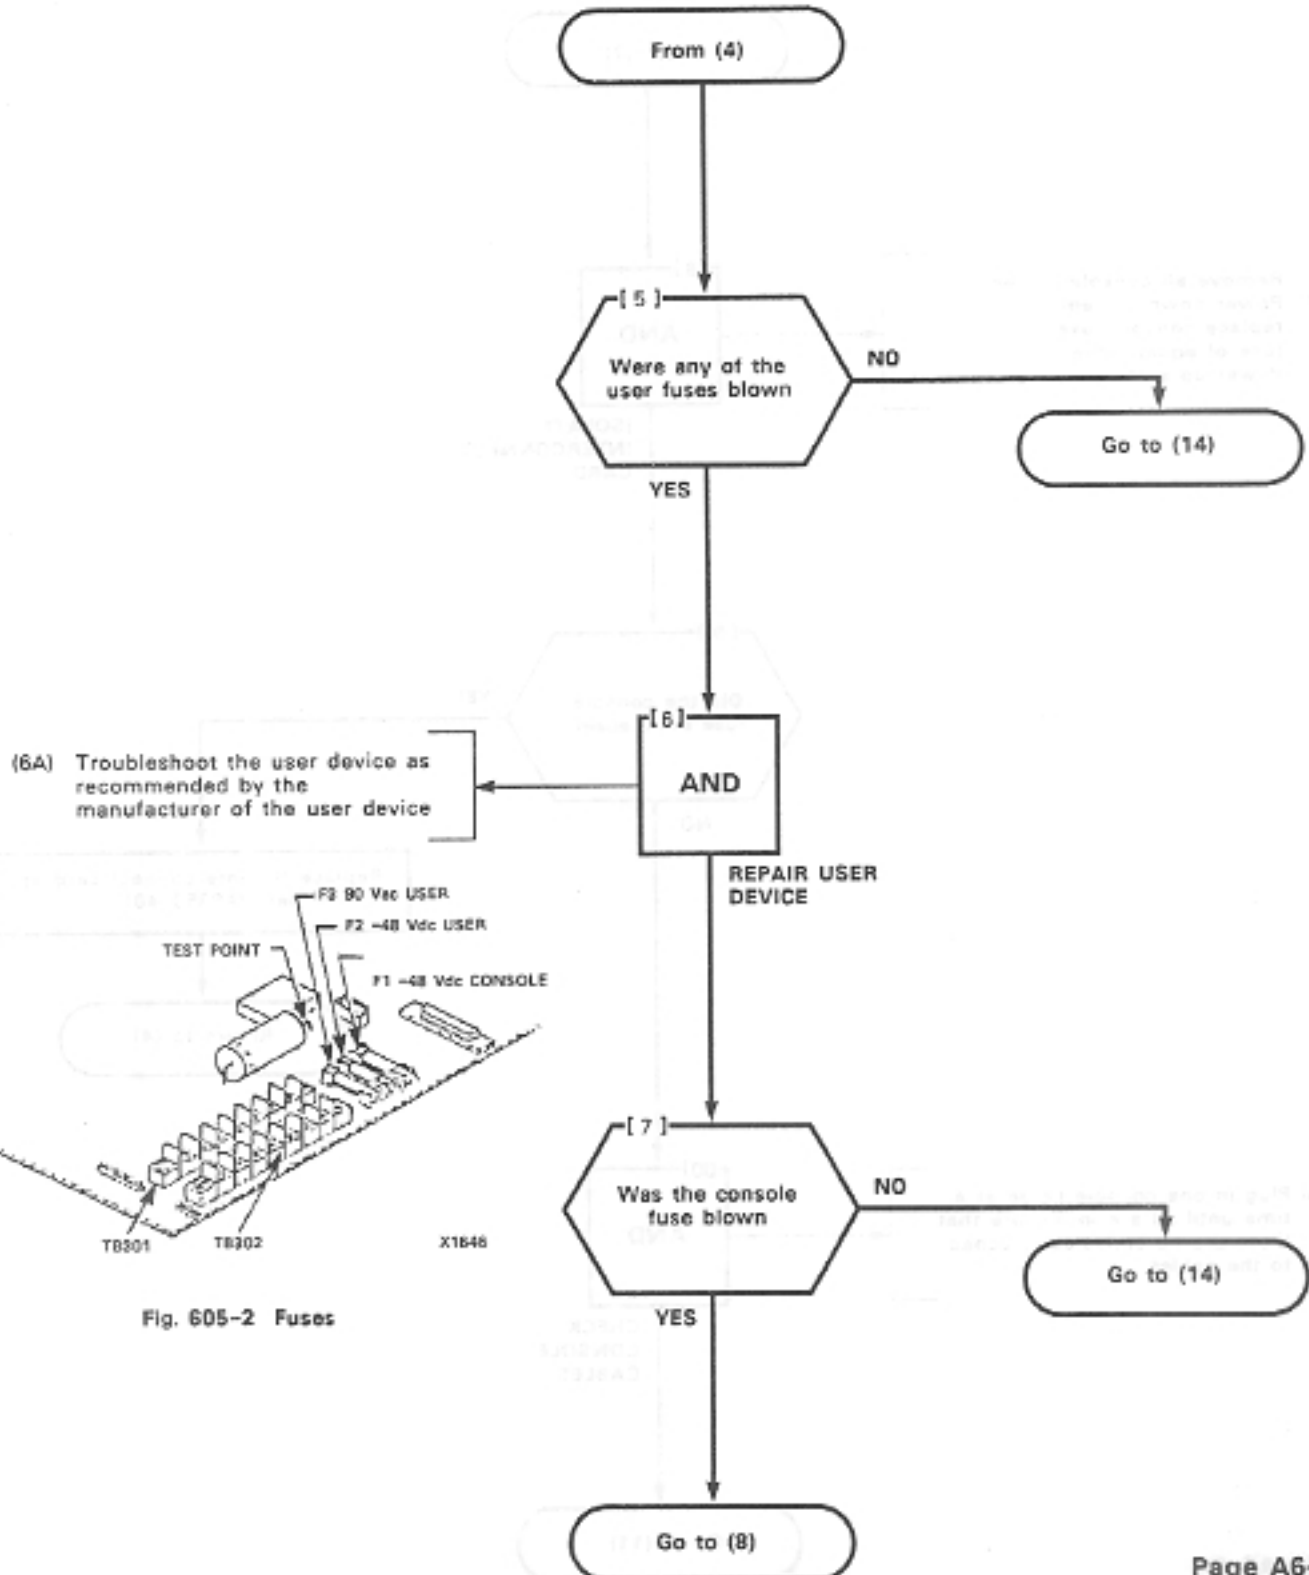 From (4)
[5]
Were any of the
user fuses blown
NO
Go to (14)
YES
[6]
AND
(6A) Troubleshoot the user device as
recommended by the
manufacturer of the user device
REPAIR USER
DEVICE
F3 90 Vac USER
F2 -48 Vdc USER
TEST POINT
F1 -48 Vdc CONSOLE
TB301
TB302
X1646
Fig. 605-2 Fuses
[7]
Was the console
fuse blown
NO
Go to (14)
YES
Go to (8)
Page